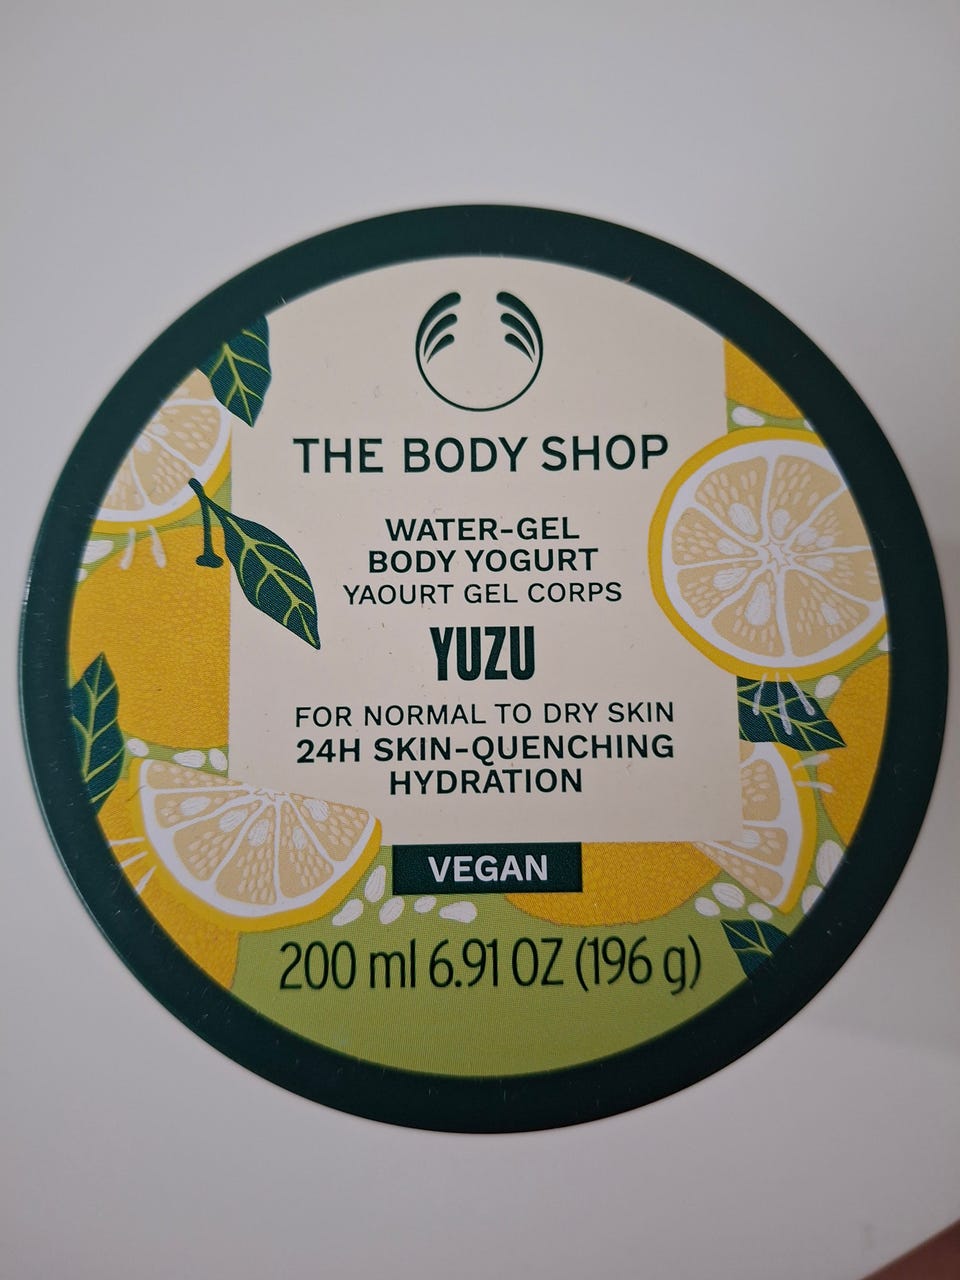 THE BODY SHOP
WATER-GEL
BODY YOGURT
YAOURT GEL CORPS
YUZU
FOR NORMAL TO DRY SKIN
24H SKIN-QUENCHING
HYDRATION
VEGAN
200 ml 6.91 OZ (196 g)